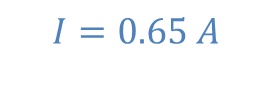 I = 0.65 A